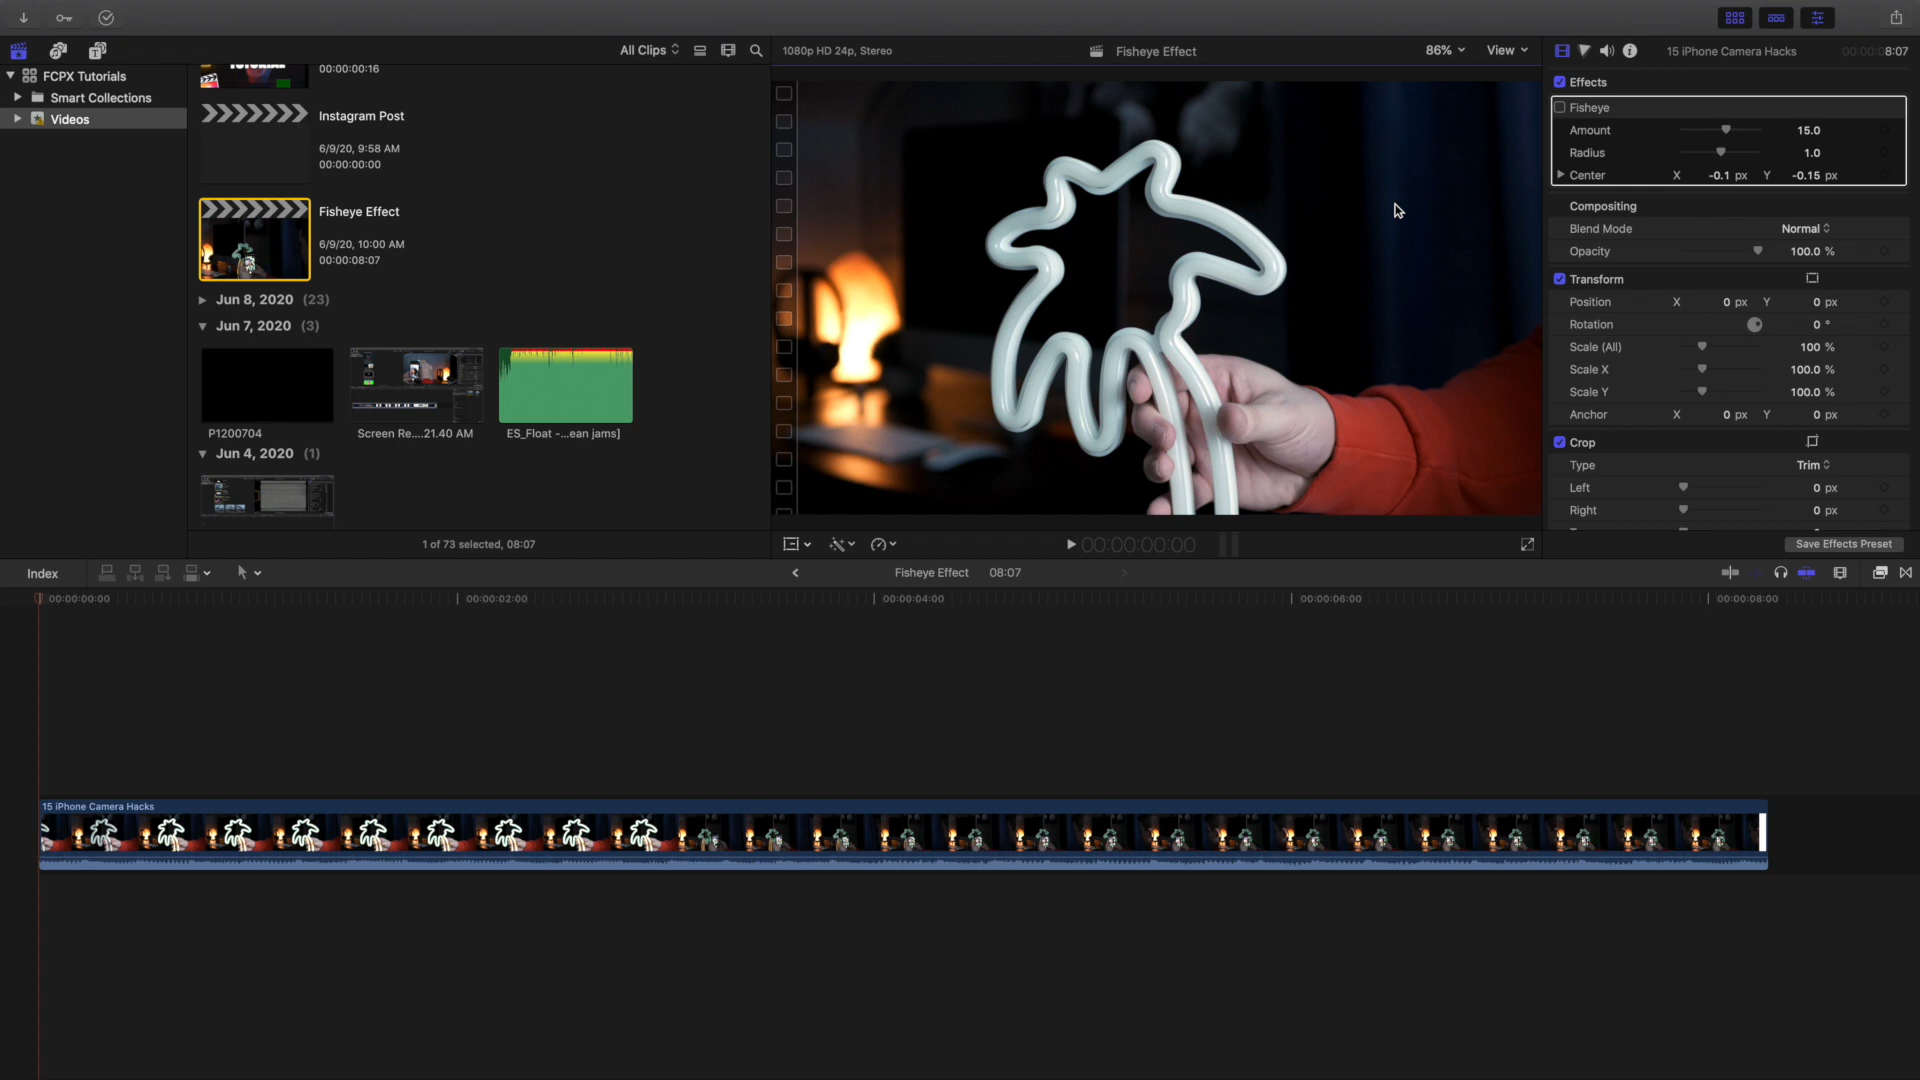 All Clips
1080p HD 24p, Stereo
Fisheye Effect
86%
View
15 iPhone Camera Hacks
00:00:08:07
FCPX Tutorials
Smart Collections
Videos
TUTORIAL
00:00:00:16
Instagram Post
6/9/20, 9:58 AM
00:00:00:00
Fisheye Effect
6/9/20, 10:00 AM
00:00:08:07
Jun 8, 2020 (23)
Jun 7, 2020 (3)
P1200704
Screen Re....21.40 AM
ES_Float -...ean jams]
Jun 4, 2020 (1)
1 of 73 selected, 08:07
Effects
Fisheye
Amount 15.0
Radius 1.0
Center X -0.1 px Y -0.15 px
Compositing
Blend Mode Normal
Opacity 100.0 %
Transform
Position X 0 px Y 0 px
Rotation 0 °
Scale (All) 100 %
Scale X 100.0 %
Scale Y 100.0 %
Anchor X 0 px Y 0 px
Crop
Type Trim
Left 0 px
Right 0 px
00:00:00:00
Save Effects Preset
Index
Fisheye Effect 08:07
00:00:00:00
00:00:02:00
00:00:04:00
00:00:06:00
00:00:08:00
15 iPhone Camera Hacks